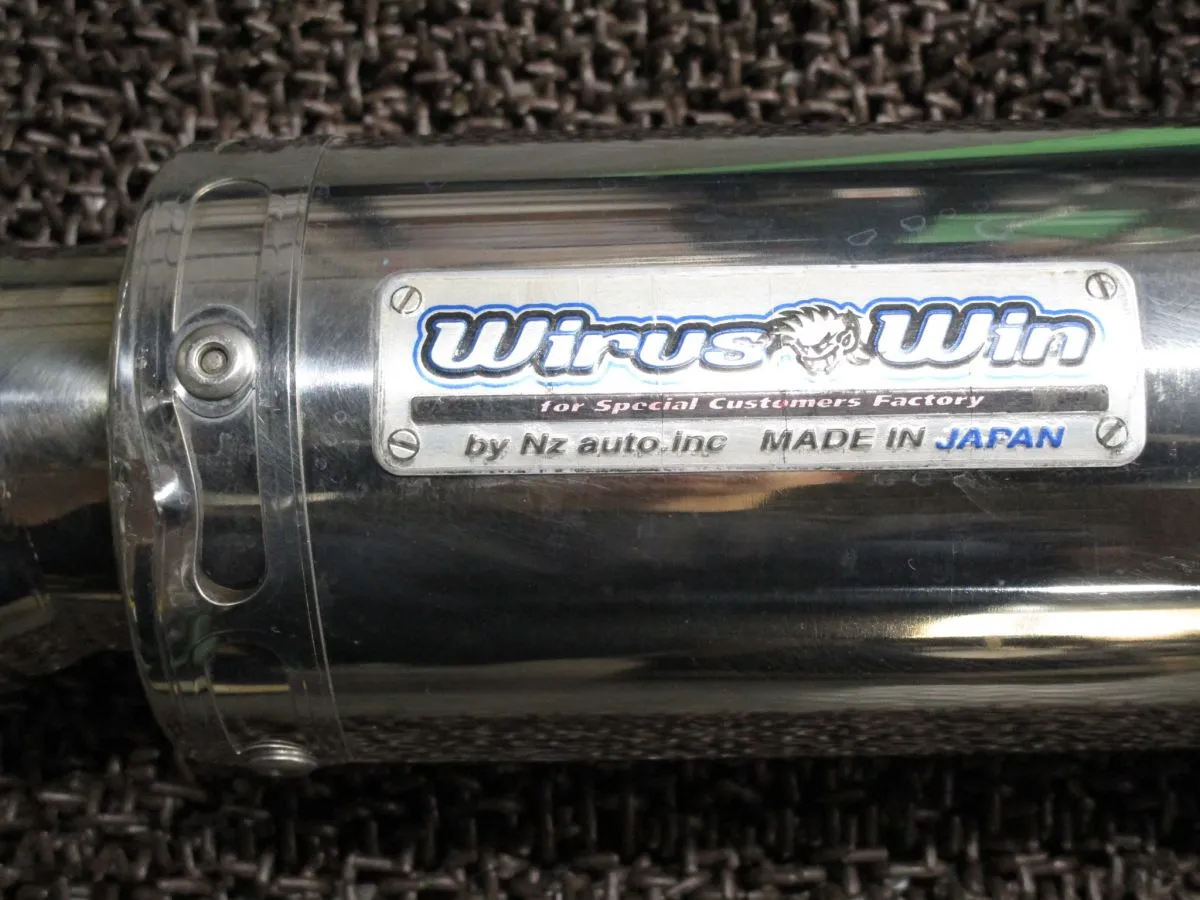 Wirus Win
for Special Customers Factory
by Nz auto.inc MADE IN JAPAN